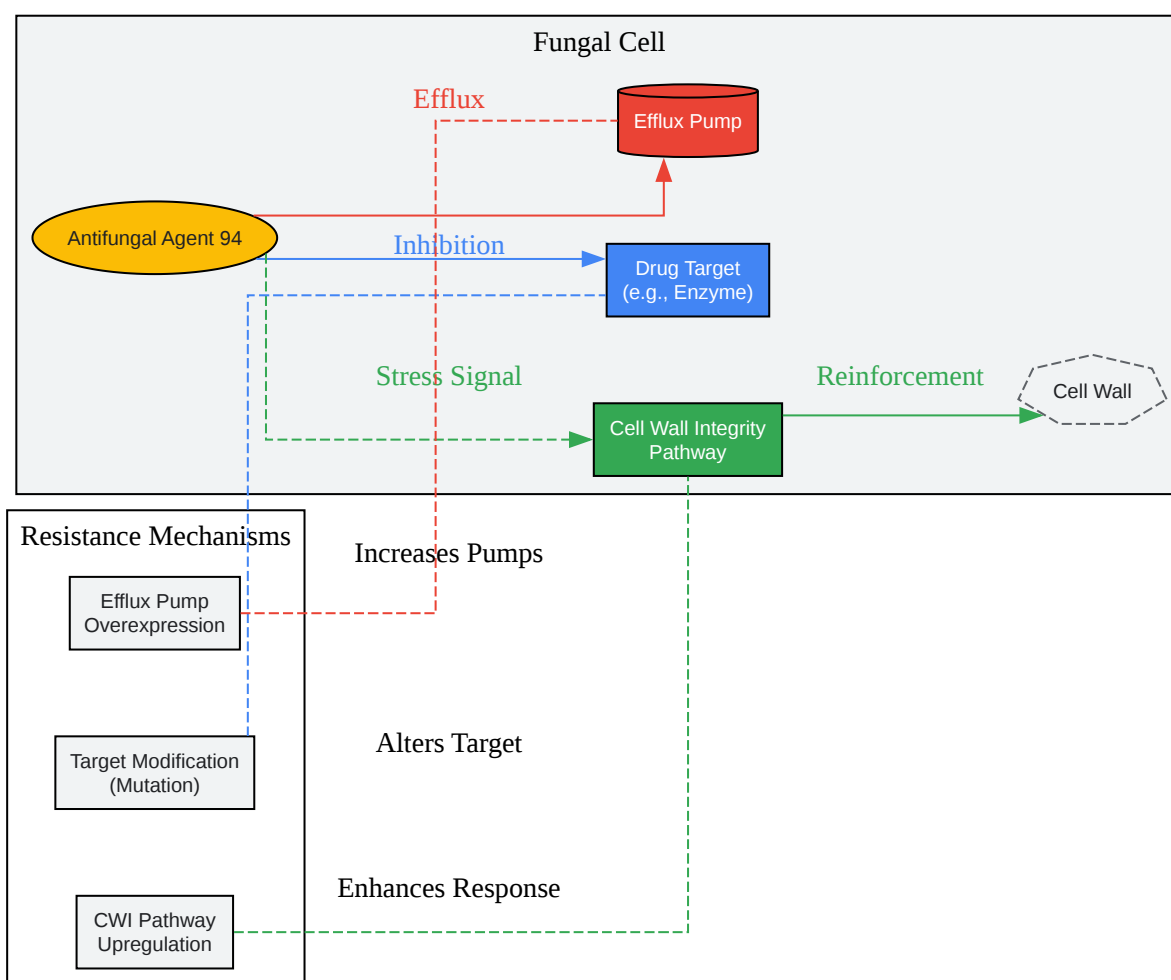 Fungal Cell
Efflux
Efflux Pump
Antifungal Agent 94
Inhibition
Drug Target
(e.g., Enzyme)
Stress Signal
Reinforcement
Cell Wall
Cell Wall Integrity
Pathway
Resistance Mechanisms
Increases Pumps
Efflux Pump
Overexpression
Alters Target
Target Modification
(Mutation)
Enhances Response
CWI Pathway
Upregulation